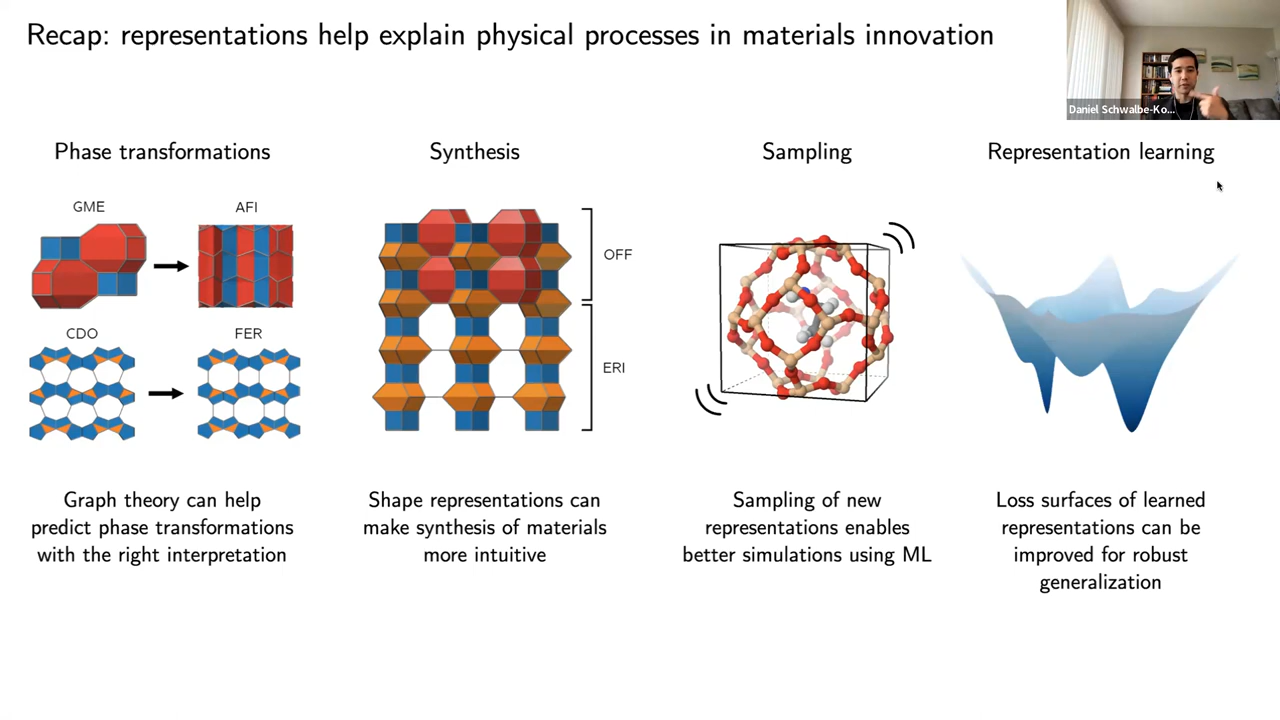 Recap: representations help explain physical processes in materials innovation
Daniel Schwalbe-Ko...
Phase transformations
GME
AFI
CDO
FER
Graph theory can help
predict phase transformations
with the right interpretation
Synthesis
OFF
ERI
Shape representations can
make synthesis of materials
more intuitive
Sampling
Sampling of new
representations enables
better simulations using ML
Representation learning
Loss surfaces of learned
representations can be
improved for robust
generalization